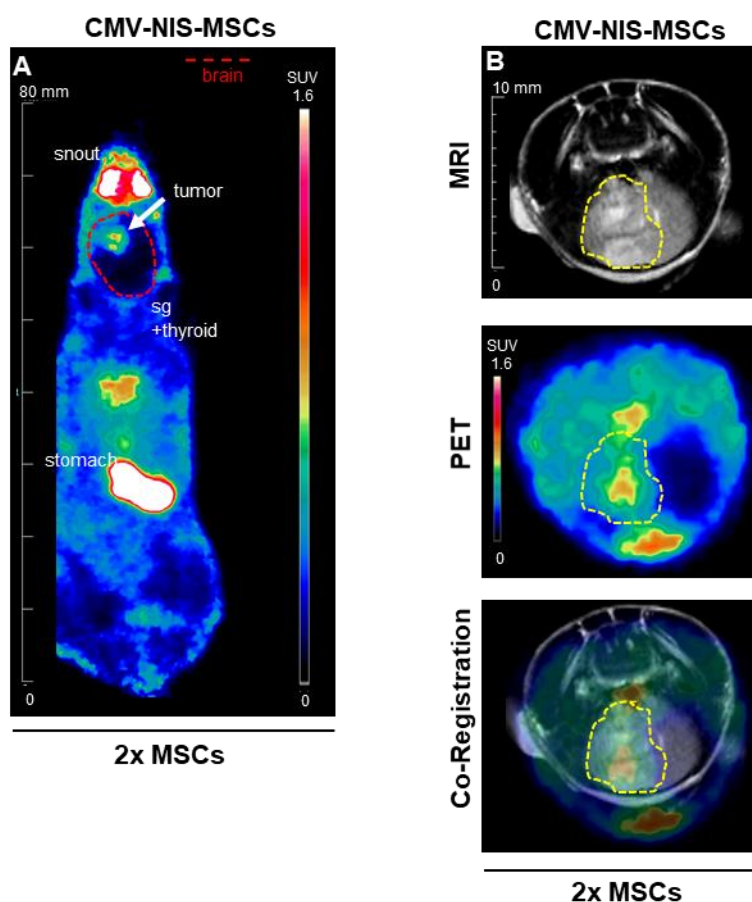 CMV-NIS-MSCs
A
brain
80 mm
SUV
1.6
snout
tumor
sg
+thyroid
stomach
0
0
2x MSCs
CMV-NIS-MSCs
B
MRI
10 mm
0
PET
SUV
1.6
0
Co-Registration
2x MSCs